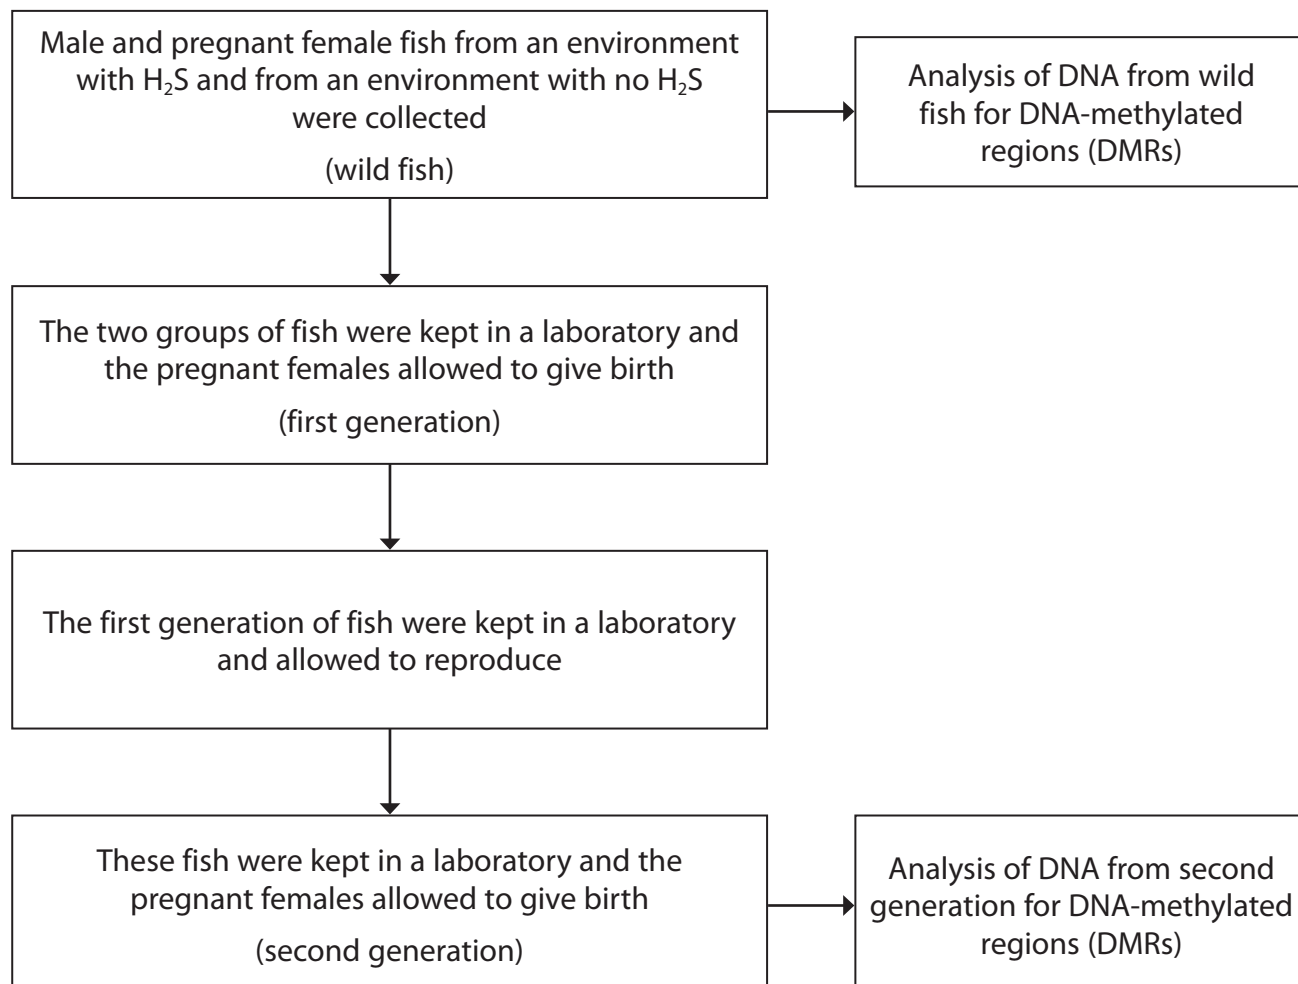 Male and pregnant female fish from an environment
with H₂S and from an environment with no H₂S
were collected
(wild fish)
Analysis of DNA from wild
fish for DNA-methylated
regions (DMRs)
The two groups of fish were kept in a laboratory and
the pregnant females allowed to give birth
(first generation)
The first generation of fish were kept in a laboratory
and allowed to reproduce
These fish were kept in a laboratory and the
pregnant females allowed to give birth
(second generation)
Analysis of DNA from second
generation for DNA-methylated
regions (DMRs)